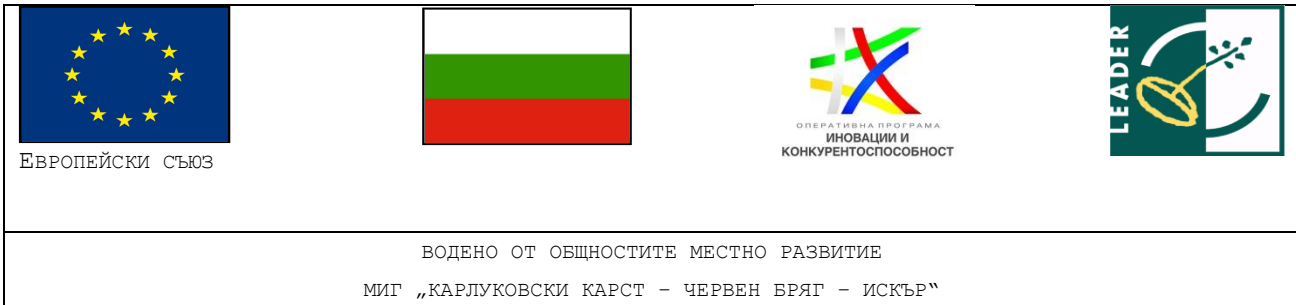 Европейски съюз
ОПЕРАТИВНА ПРОГРАМА
ИНОВАЦИИ И
КОНКУРЕНТОСПОСОБНОСТ
LEADER
ВОДЕНО ОТ ОБЩНОСТИТЕ МЕСТНО РАЗВИТИЕ
МИГ „КАРЛУКОВСКИ КАРСТ – ЧЕРВЕН БРЯГ – ИСКЪР“